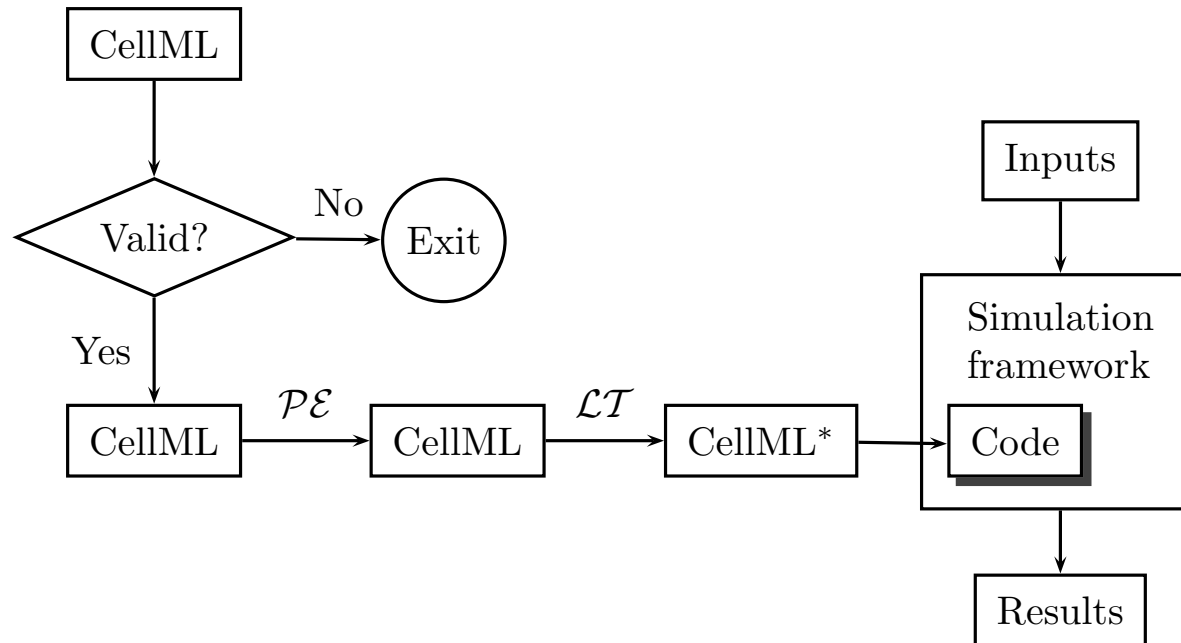 CellML
Inputs
No
Valid?
Exit
Simulation
framework
Yes
𝒫ℰ
ℒ𝒯
CellML
CellML
CellML*
Code
Results